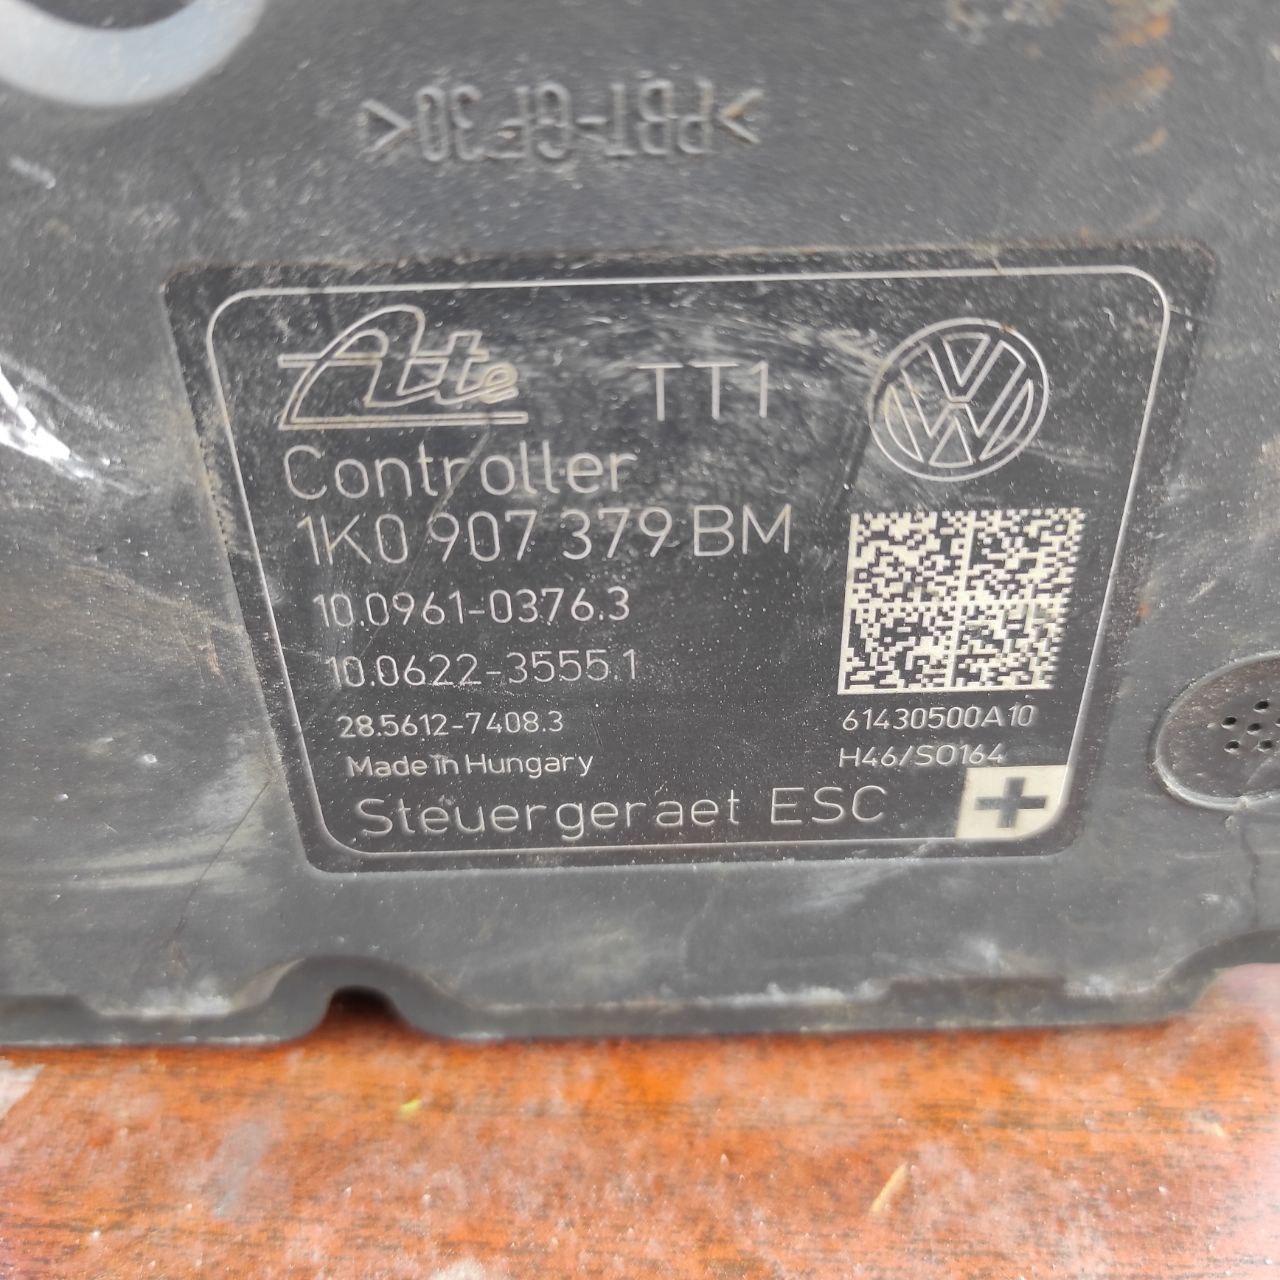 >PBT-GF30<
Ate TT1
Controller
1K0 907 379 BM
10.0961-0376.3
10.0622-3555.1
28.5612-7408.3
61430500A10
Made in Hungary
H46/SO164
Steuergeraet ESC